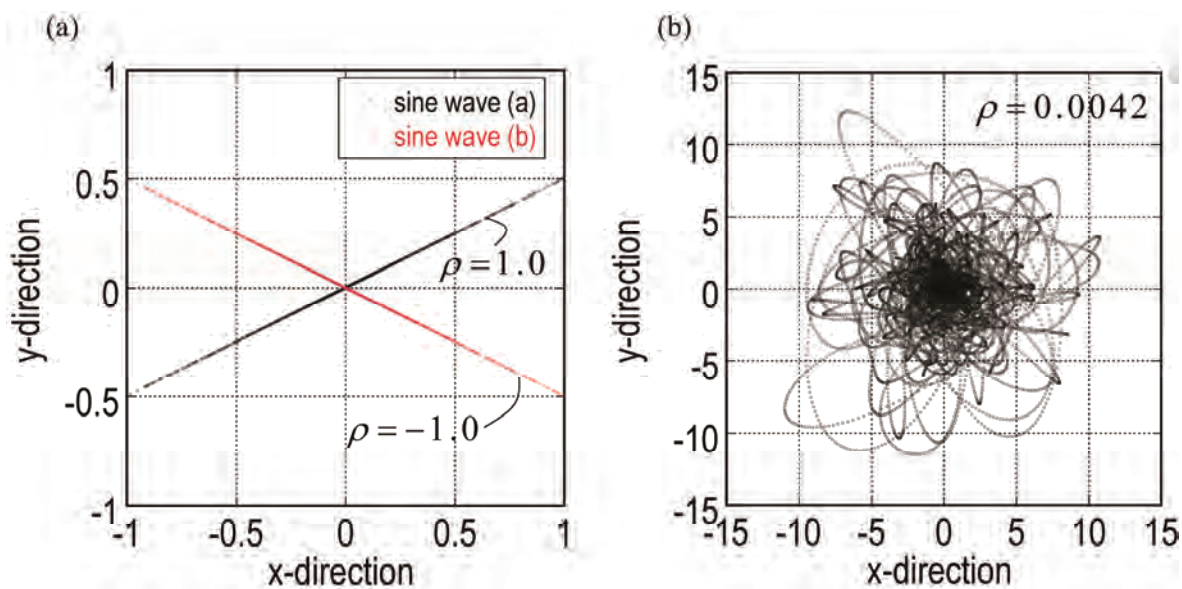 (a)
1
0.5
0
-0.5
-1
-1 -0.5 0 0.5 1
y-direction
x-direction
sine wave (a)
sine wave (b)
ρ=1.0
ρ=−1.0
(b)
15
10
5
0
-5
-10
-15
-15 -10 -5 0 5 10 15
y-direction
x-direction
ρ=0.0042